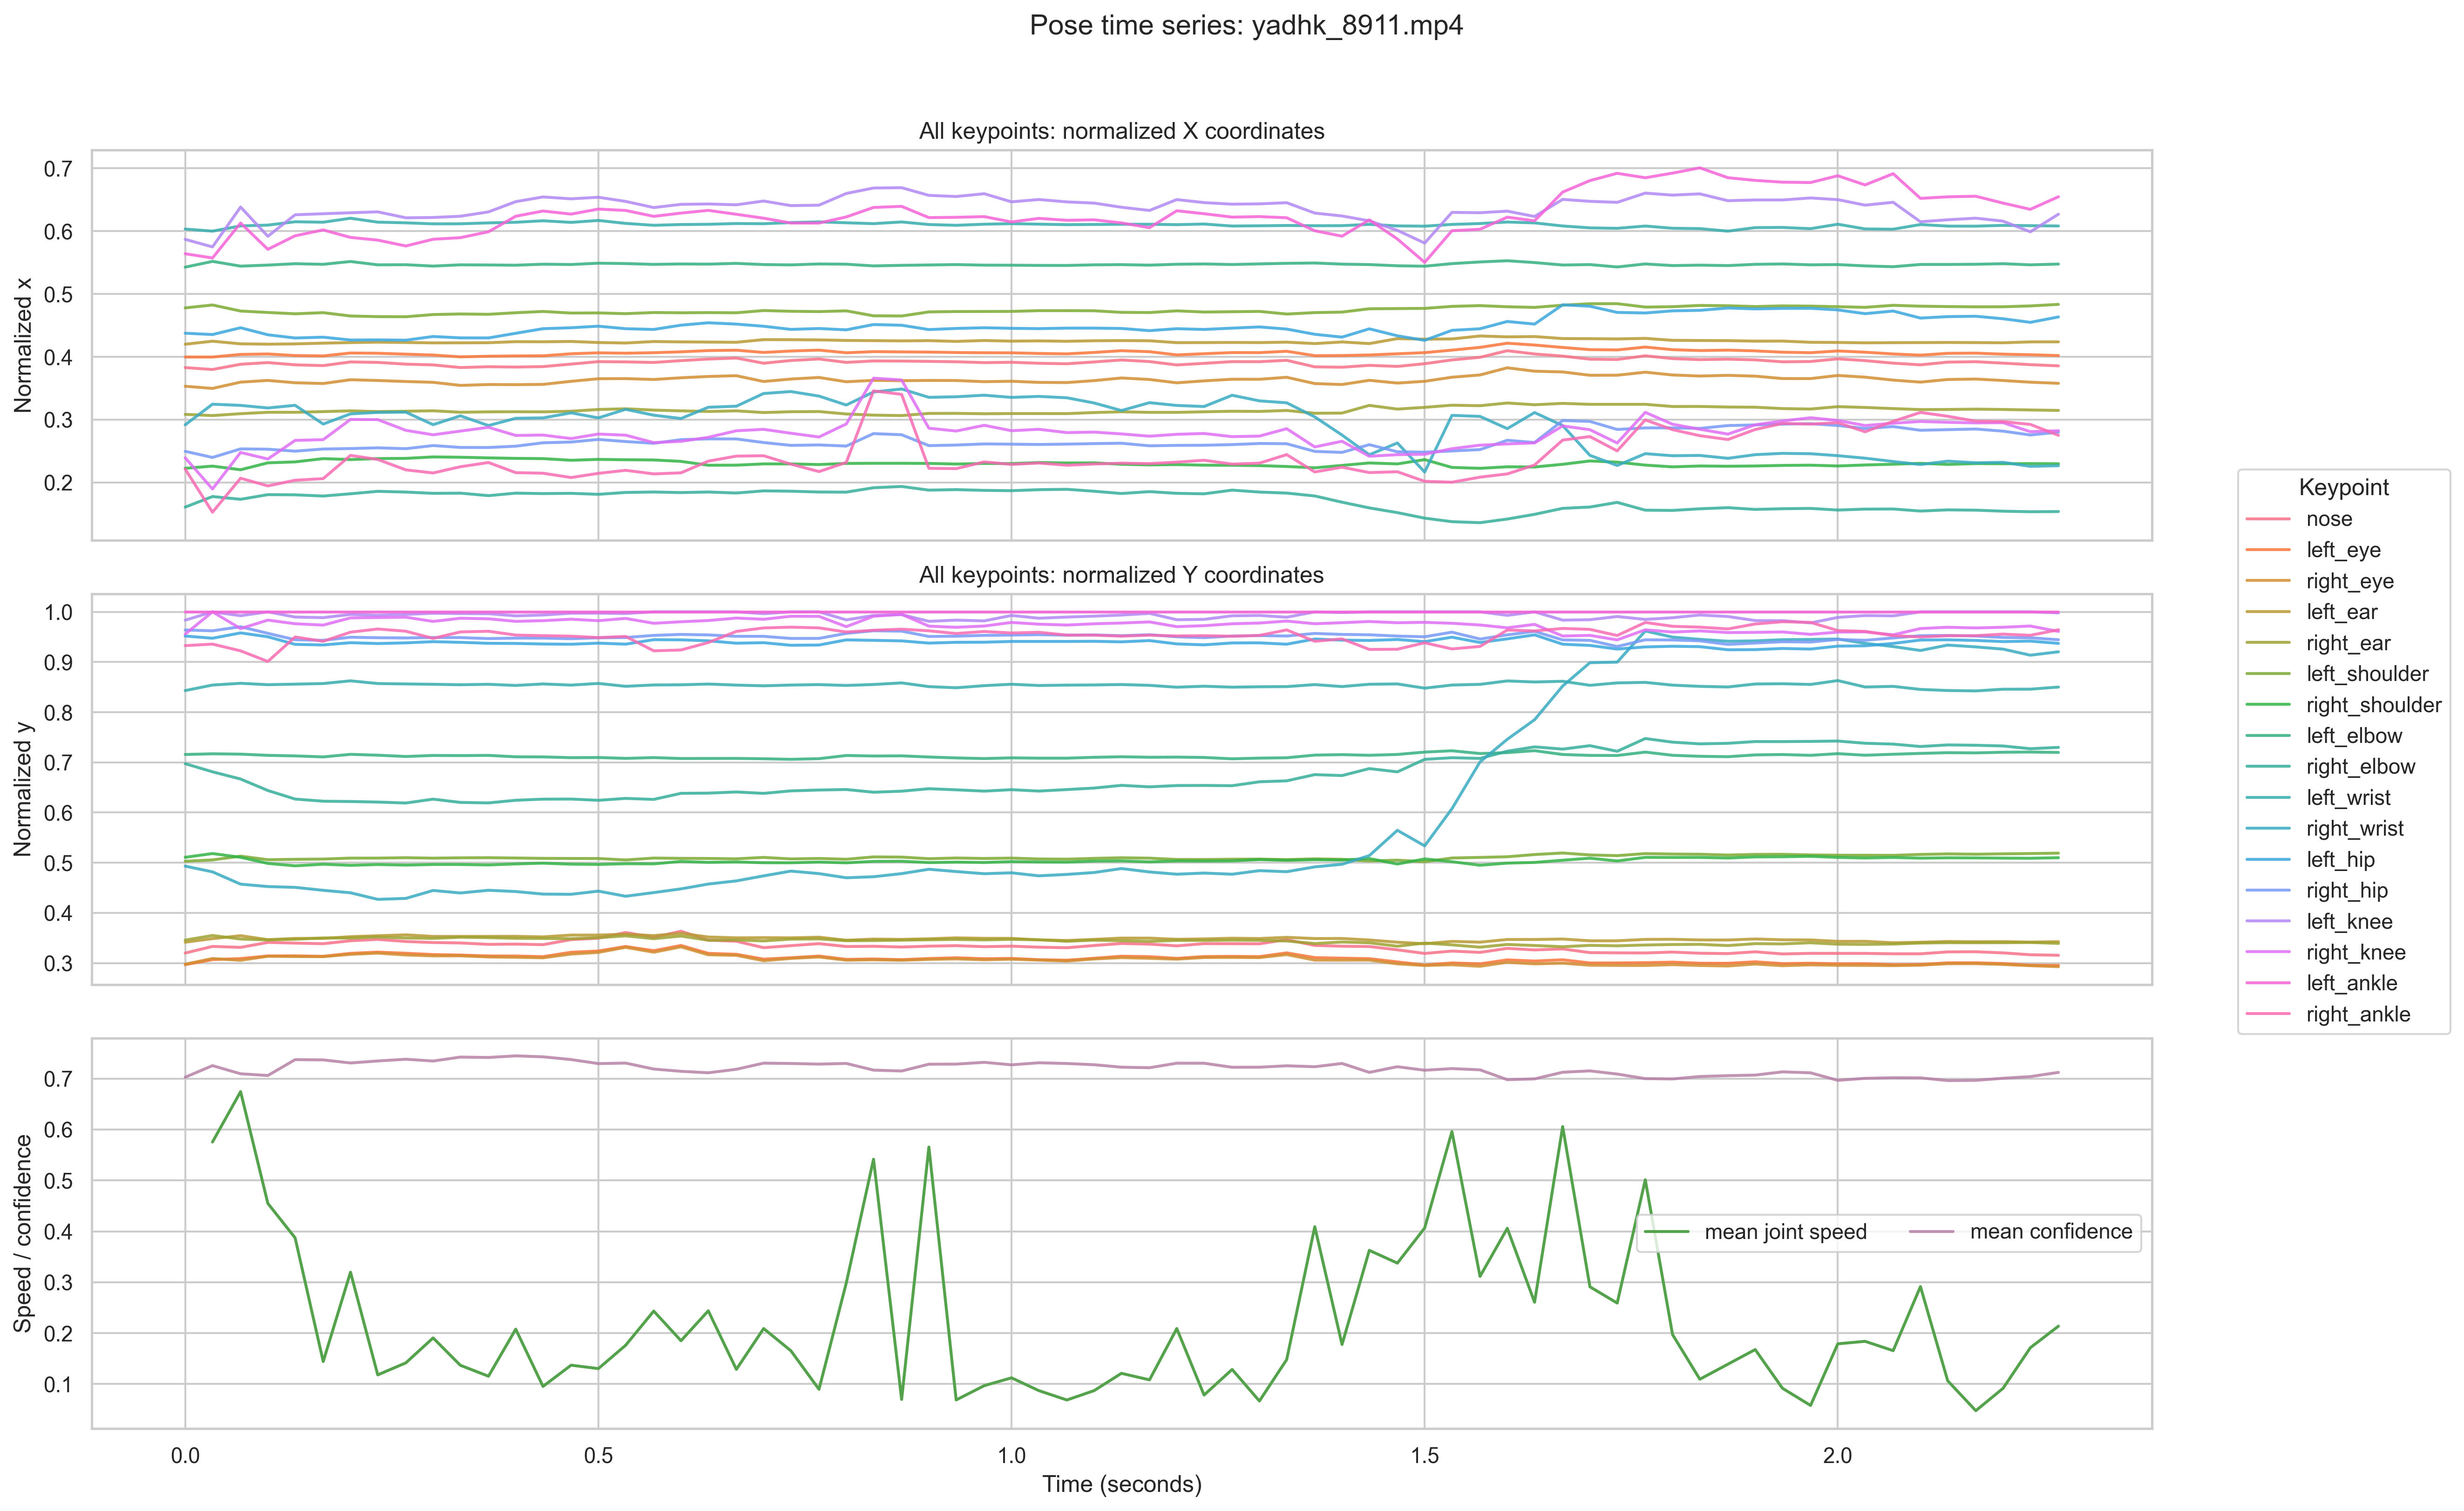 Pose time series: yadhk_8911.mp4
All keypoints: normalized X coordinates
Normalized x
0.7
0.6
0.5
0.4
0.3
0.2
All keypoints: normalized Y coordinates
Normalized y
1.0
0.9
0.8
0.7
0.6
0.5
0.4
0.3
Speed / confidence
0.7
0.6
0.5
0.4
0.3
0.2
0.1
mean joint speed mean confidence
0.0 0.5 1.0 1.5 2.0
Time (seconds)
Keypoint
nose
left_eye
right_eye
left_ear
right_ear
left_shoulder
right_shoulder
left_elbow
right_elbow
left_wrist
right_wrist
left_hip
right_hip
left_knee
right_knee
left_ankle
right_ankle